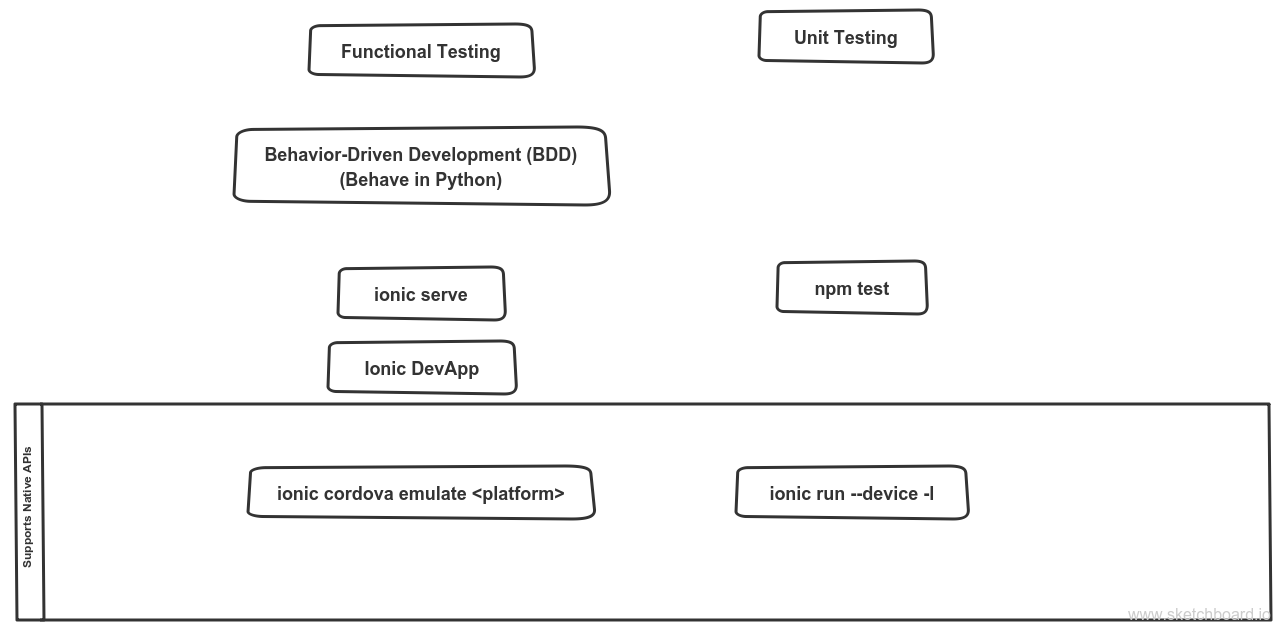 Functional Testing
Unit Testing
Behavior-Driven Development (BDD)
(Behave in Python)
ionic serve
npm test
Ionic DevApp
Supports Native APIs
ionic cordova emulate <platform>
ionic run --device -l
www.sketchboard.io